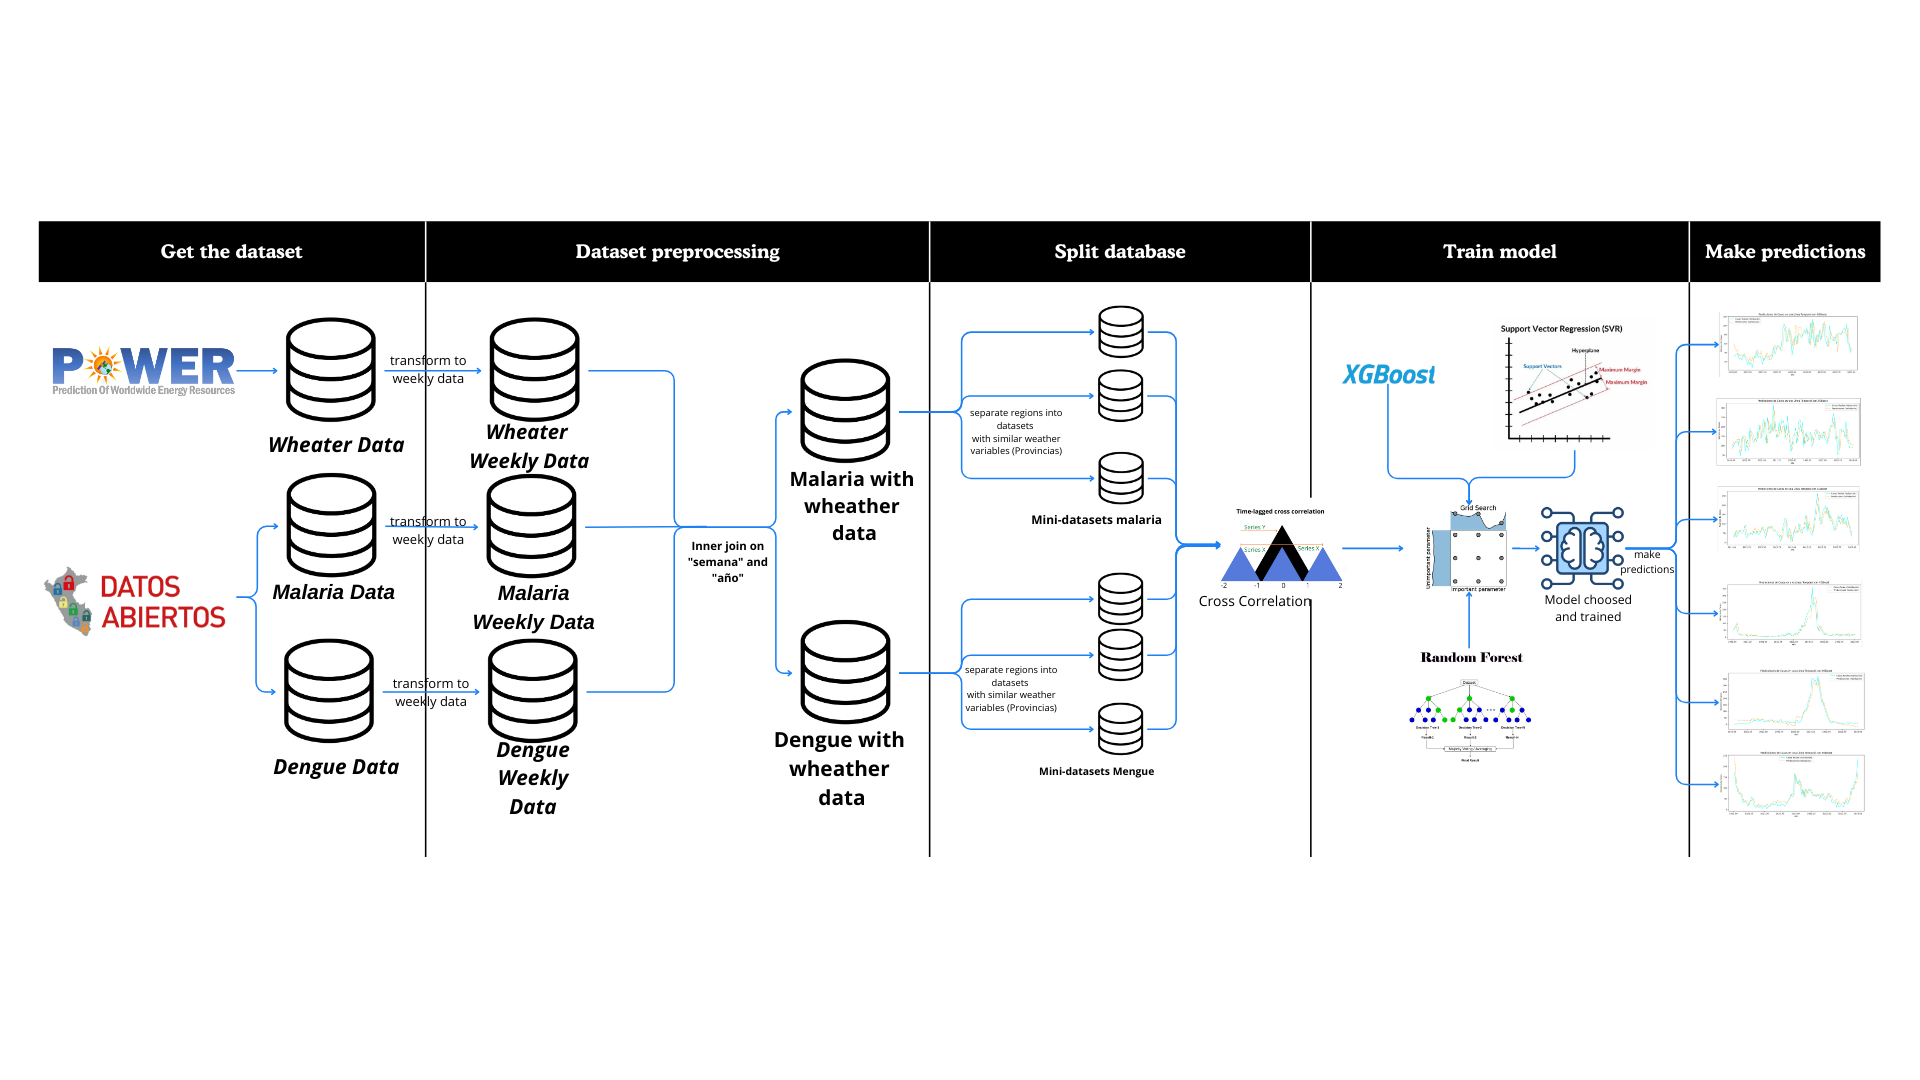 Get the dataset
Dataset preprocessing
Split database
Train model
Make predictions
POWER
Prediction Of Worldwide Energy Resources
Wheater Data
DATOS
ABIERTOS
Malaria Data
Dengue Data
transform to
weekly data
transform to
weekly data
transform to
weekly data
Wheater
Weekly Data
Malaria
Weekly Data
Dengue
Weekly
Data
Inner join on
"semana" and
"año"
Malaria with
wheather
data
Dengue with
wheather
data
separate regions into
datasets
with similar weather
variables (Provincias)
Mini-datasets malaria
separate regions into
datasets
with similar weather
variables (Provincias)
Mini-datasets Mengue
Time-lagged cross correlation
Series Y
Series X
Series X
-2 -1 0 1 2
Cross Correlation
XGBoost
Support Vector Regression (SVR)
Hyperplane
Support Vectors
Maximum Margin
Maximum Margin
Grid Search
Unimportant parameter
Important parameter
Random Forest
Dataset
Decision Tree-1
Decision Tree-2
Decision Tree-N
Result-1
Result-2
Result-N
Majority Voting / Averaging
Final Result
Model choosed
and trained
make
predictions